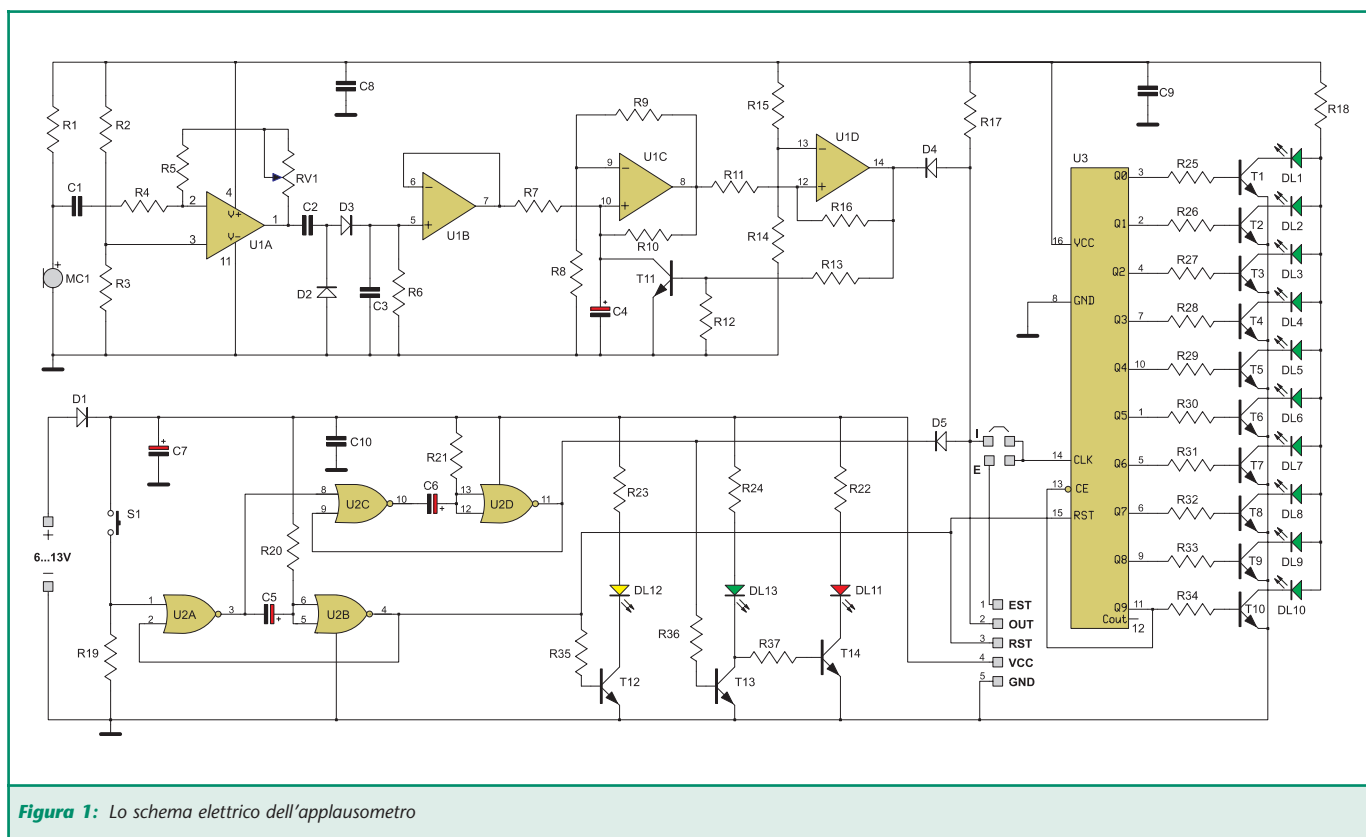 C8
C9
R1
R2
R5
RV1
R9
R15
R17
R18
C1
R4
2
4
V+
V-
3
11
1
U1A
C2
D3
6
5
7
U1B
R7
9
10
8
U1C
R10
R11
13
12
14
U1D
D4
R16
MC1
R3
D2
C3
R6
R8
C4
T11
R12
R13
R14
U3
VCC
16
GND
8
CLK
14
CE
13
RST
15
Q0
3
R25
T1
DL1
Q1
2
R26
T2
DL2
Q2
4
R27
T3
DL3
Q3
7
R28
T4
DL4
Q4
10
R29
T5
DL5
Q5
1
R30
T6
DL6
Q6
5
R31
T7
DL7
Q7
6
R32
T8
DL8
Q8
9
R33
T9
DL9
Q9
11
R34
T10
DL10
Cout
12
D1
+
C7
C10
R21
D5
I
E
S1
6...13V
+
–
R20
8
9
U2C
10
C6
+
13
12
U2D
11
R23
R24
R22
1
2
U2A
3
C5
+
6
5
U2B
4
R19
DL12
DL13
DL11
R35
T12
R36
T13
R37
T14
1 EST
2 OUT
3 RST
4 VCC
5 GND
Figura 1: Lo schema elettrico dell'applausometro